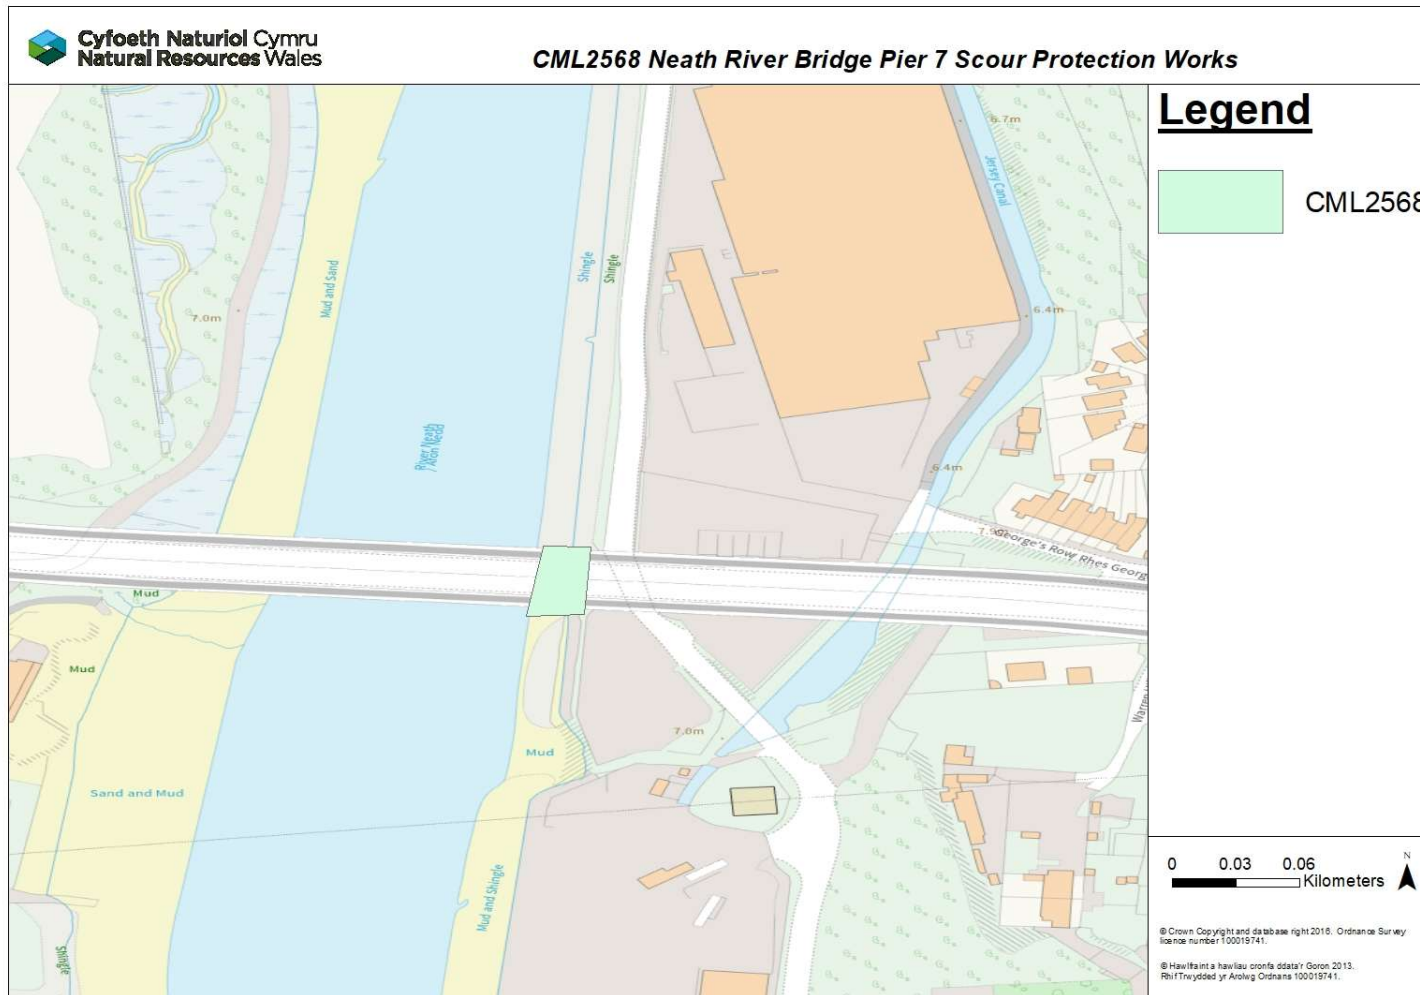 Cyfoeth Naturiol Cymru
Natural Resources Wales
CML2568 Neath River Bridge Pier 7 Scour Protection Works
Legend
CML2568
6.7m
Jersey Canal
Shingle
Shingle
Mud and Sand
7.0m
6.4m
River Neath
/ Afon Nedd
6.4m
George's Row/ Rhes George
Mud
Mud
Warren
7.0m
Mud
Sand and Mud
Mud and Shingle
Shingle
0 0.03 0.06
Kilometers
N
© Crown Copyright and database right 2016. Ordnance Survey
licence number 100019741.
© Hawlfraint a hawliau cronfa ddata'r Goron 2013.
Rhif Trwydded yr Arolwg Ordnans 100019741.